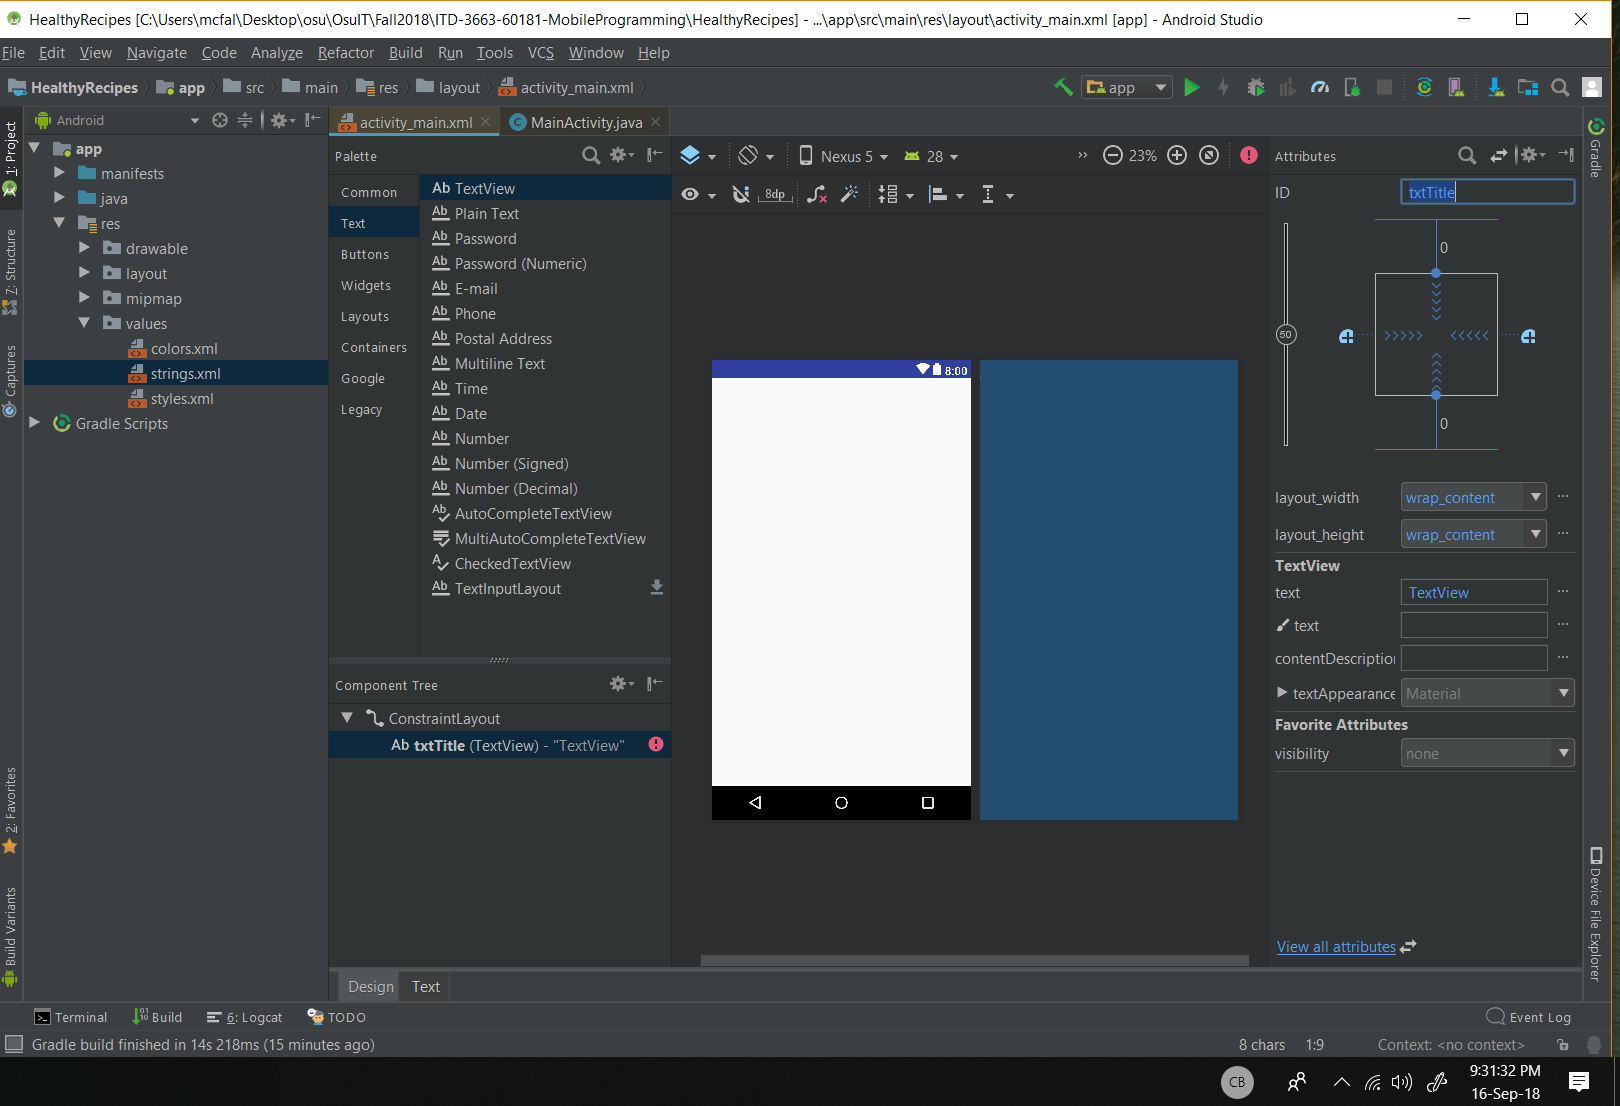 HealthyRecipes [C:\Users\mcfal\Desktop\osu\OsuIT\Fall2018\ITD-3663-60181-MobileProgramming\HealthyRecipes] - ...\app\src\main\res\layout\activity_main.xml [app] - Android Studio
File Edit View Navigate Code Analyze Refactor Build Run Tools VCS Window Help
HealthyRecipes app src main res layout activity_main.xml app
Android
activity_main.xml MainActivity.java
1: Project
7: Structure
Captures
2: Favorites
Build Variants
app
manifests
java
res
drawable
layout
mipmap
values
colors.xml
strings.xml
styles.xml
Gradle Scripts
Palette
Common
Text
Buttons
Widgets
Layouts
Containers
Google
Legacy
Ab TextView
Ab Plain Text
Ab Password
Ab Password (Numeric)
Ab E-mail
Ab Phone
Ab Postal Address
Ab Multiline Text
Ab Time
Ab Date
Ab Number
Ab Number (Signed)
Ab Number (Decimal)
Ab AutoCompleteTextView
MultiAutoCompleteTextView
A CheckedTextView
Ab TextInputLayout
Component Tree
ConstraintLayout
Ab txtTitle (TextView) - "TextView"
Nexus 5 28 23%
8dp
8:00
Attributes
ID txtTitle
0
50
0
layout_width wrap_content
layout_height wrap_content
TextView
text TextView
text
contentDescription
textAppearance Material
Favorite Attributes
visibility none
View all attributes
Gradle
Device File Explorer
Design Text
Terminal Build 6: Logcat TODO Event Log
Gradle build finished in 14s 218ms (15 minutes ago) 8 chars 1:9 Context: <no context>
CB 9:31:32 PM
16-Sep-18